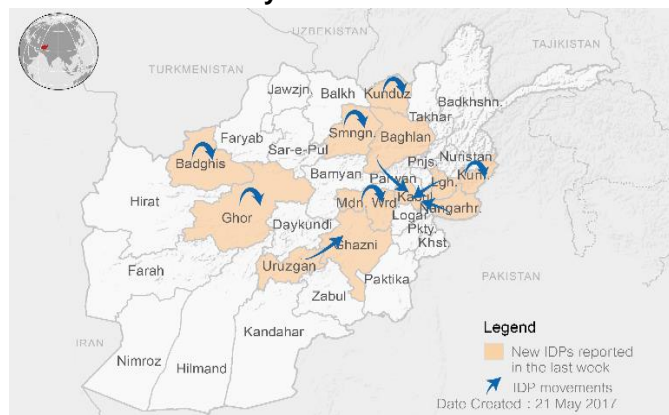 UZBEKISTAN
TAJIKISTAN
TURKMENISTAN
Jawzjn
Balkh
Kunduz
Badkhshn.
Takhar
Faryab
Smngn.
Baghlan
Badghis
Sar-e-Pul
Nuristan
Pnjs.
Kunr
Bamyan
Parwan
Lgh.
Hirat
Kabul
Mdn. Wrd
Nangarhr.
Ghor
Logar
Daykundi
Pkty.
Ghazni
Khst.
Farah
Uruzgan
Paktika
Zabul
PAKISTAN
Kandahar
IRAN
Nimroz
Hilmand
Legend
New IDPs reported
in the last week
IDP movements
Date Created : 21 May 2017